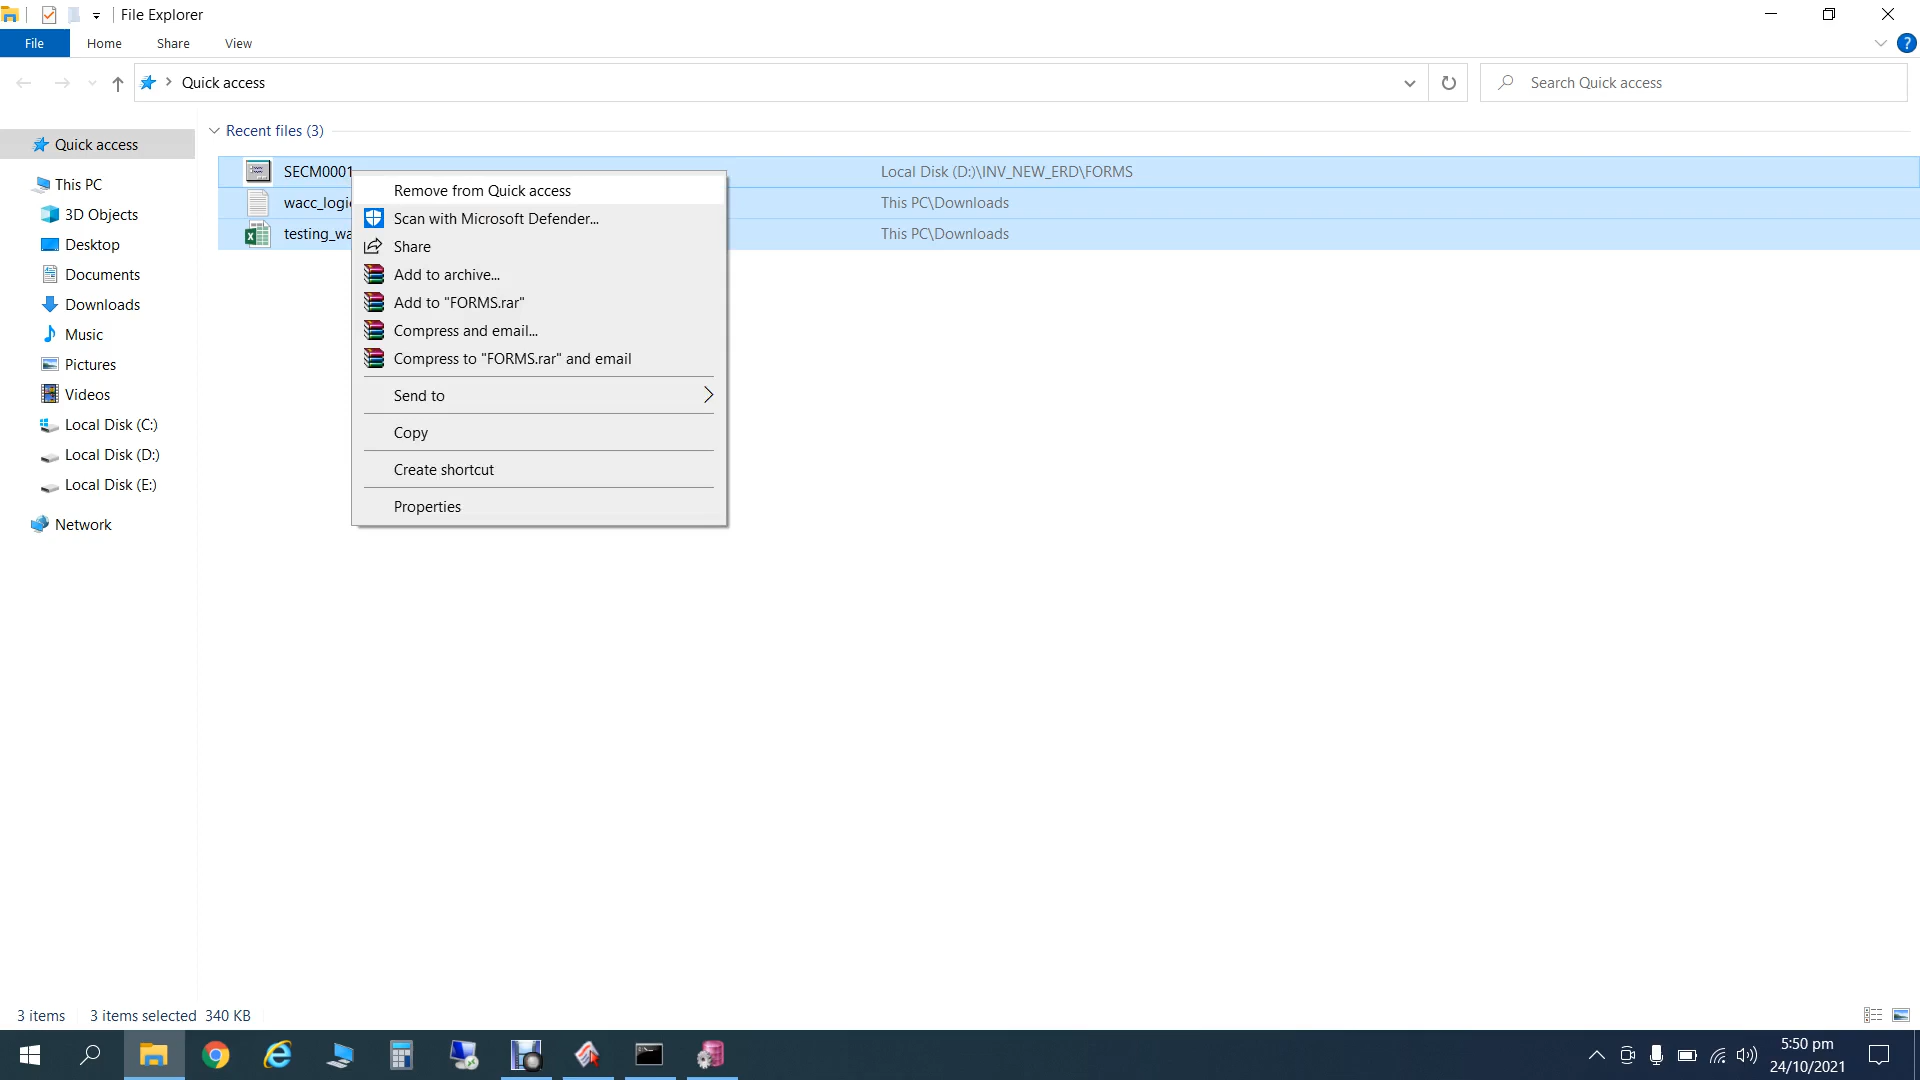 File Explorer
File Home Share View
?
Quick access
Search Quick access
Recent files (3)
Quick access
This PC
3D Objects
Desktop
Documents
Downloads
Music
Pictures
Videos
Local Disk (C:)
Local Disk (D:)
Local Disk (E:)
Network
SECM0001 Local Disk (D:)\INV_NEW_ERD\FORMS
wacc_logi This PC\Downloads
testing_wa This PC\Downloads
Remove from Quick access
Scan with Microsoft Defender...
Share
Add to archive...
Add to "FORMS.rar"
Compress and email...
Compress to "FORMS.rar" and email
Send to
Copy
Create shortcut
Properties
3 items 3 items selected 340 KB
5:50 pm
24/10/2021